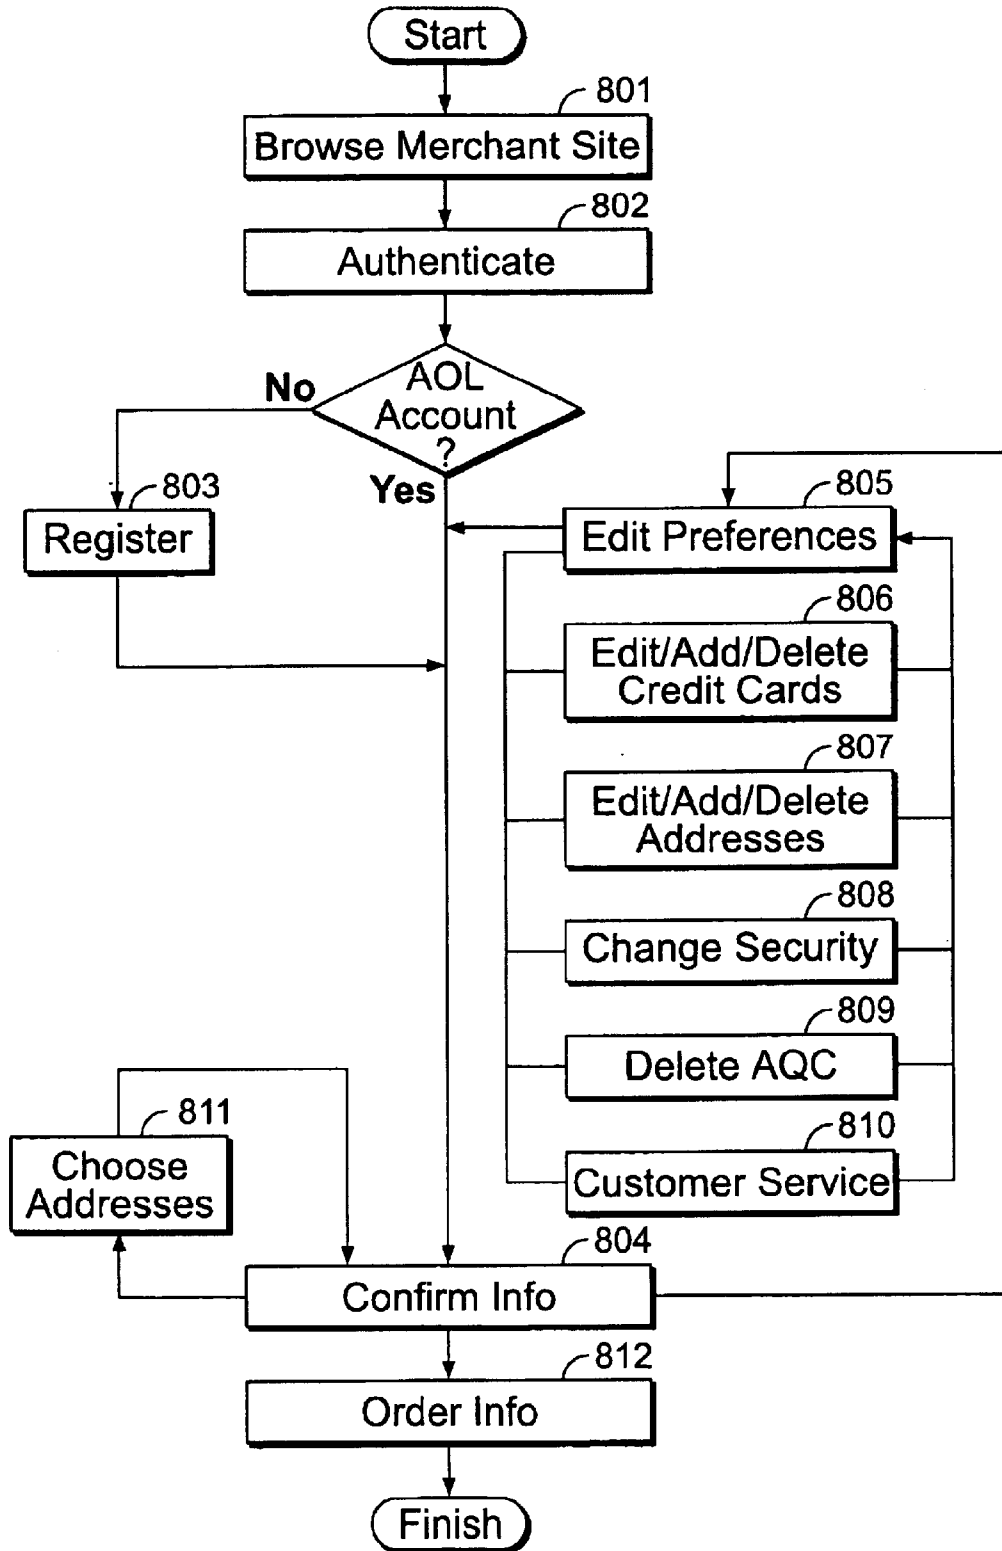 Start
801
Browse Merchant Site
802
Authenticate
AOL
Account
?
No
Yes
803
Register
805
Edit Preferences
806
Edit/Add/Delete
Credit Cards
807
Edit/Add/Delete
Addresses
808
Change Security
809
Delete AQC
810
Customer Service
811
Choose
Addresses
804
Confirm Info
812
Order Info
Finish